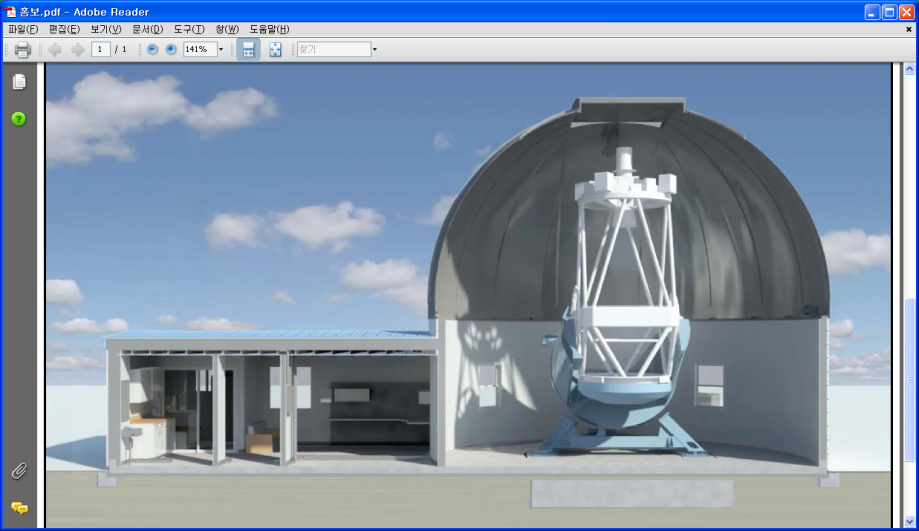 홍보.pdf - Adobe Reader
파일(F) 편집(E) 보기(V) 문서(D) 도구(T) 창(W) 도움말(H)
1 / 1 141% 찾기